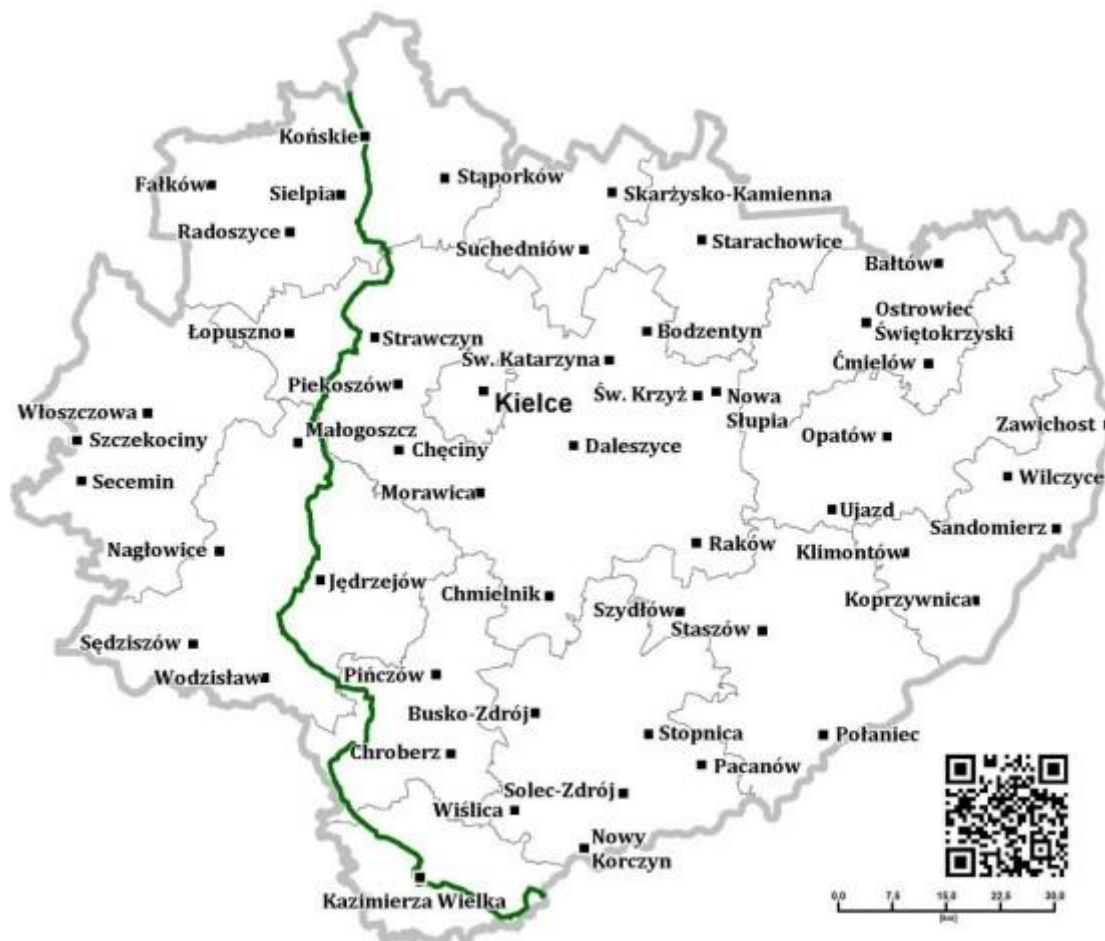 Końskie
Fałków
Sielpia
Stąporków
Skarżysko-Kamienna
Radoszyce
Suchedniów
Starachowice
Bałtów
Łopuszno
Strawczyn
Bodzentyn
Ostrowiec
Świętokrzyski
Św. Katarzyna
Ćmielów
Piekoszów
Kielce
Św. Krzyż
Nowa
Słupia
Włoszczowa
Szczekociny
Małogoszcz
Chęciny
Daleszyce
Opatów
Zawichost
Secemin
Morawica
Wilczyce
Ujazd
Sandomierz
Nagłowice
Raków
Klimontów
Jędrzejów
Chmielnik
Szydłów
Koprzywnica
Staszów
Sędziszów
Wodzisław
Pińczów
Busko-Zdrój
Stopnica
Połaniec
Chroberz
Pacanów
Solec-Zdrój
Wiślica
Nowy
Korczyn
Kazimierza Wielka
0,0 7,5 15,0 22,5 30,0
[km]